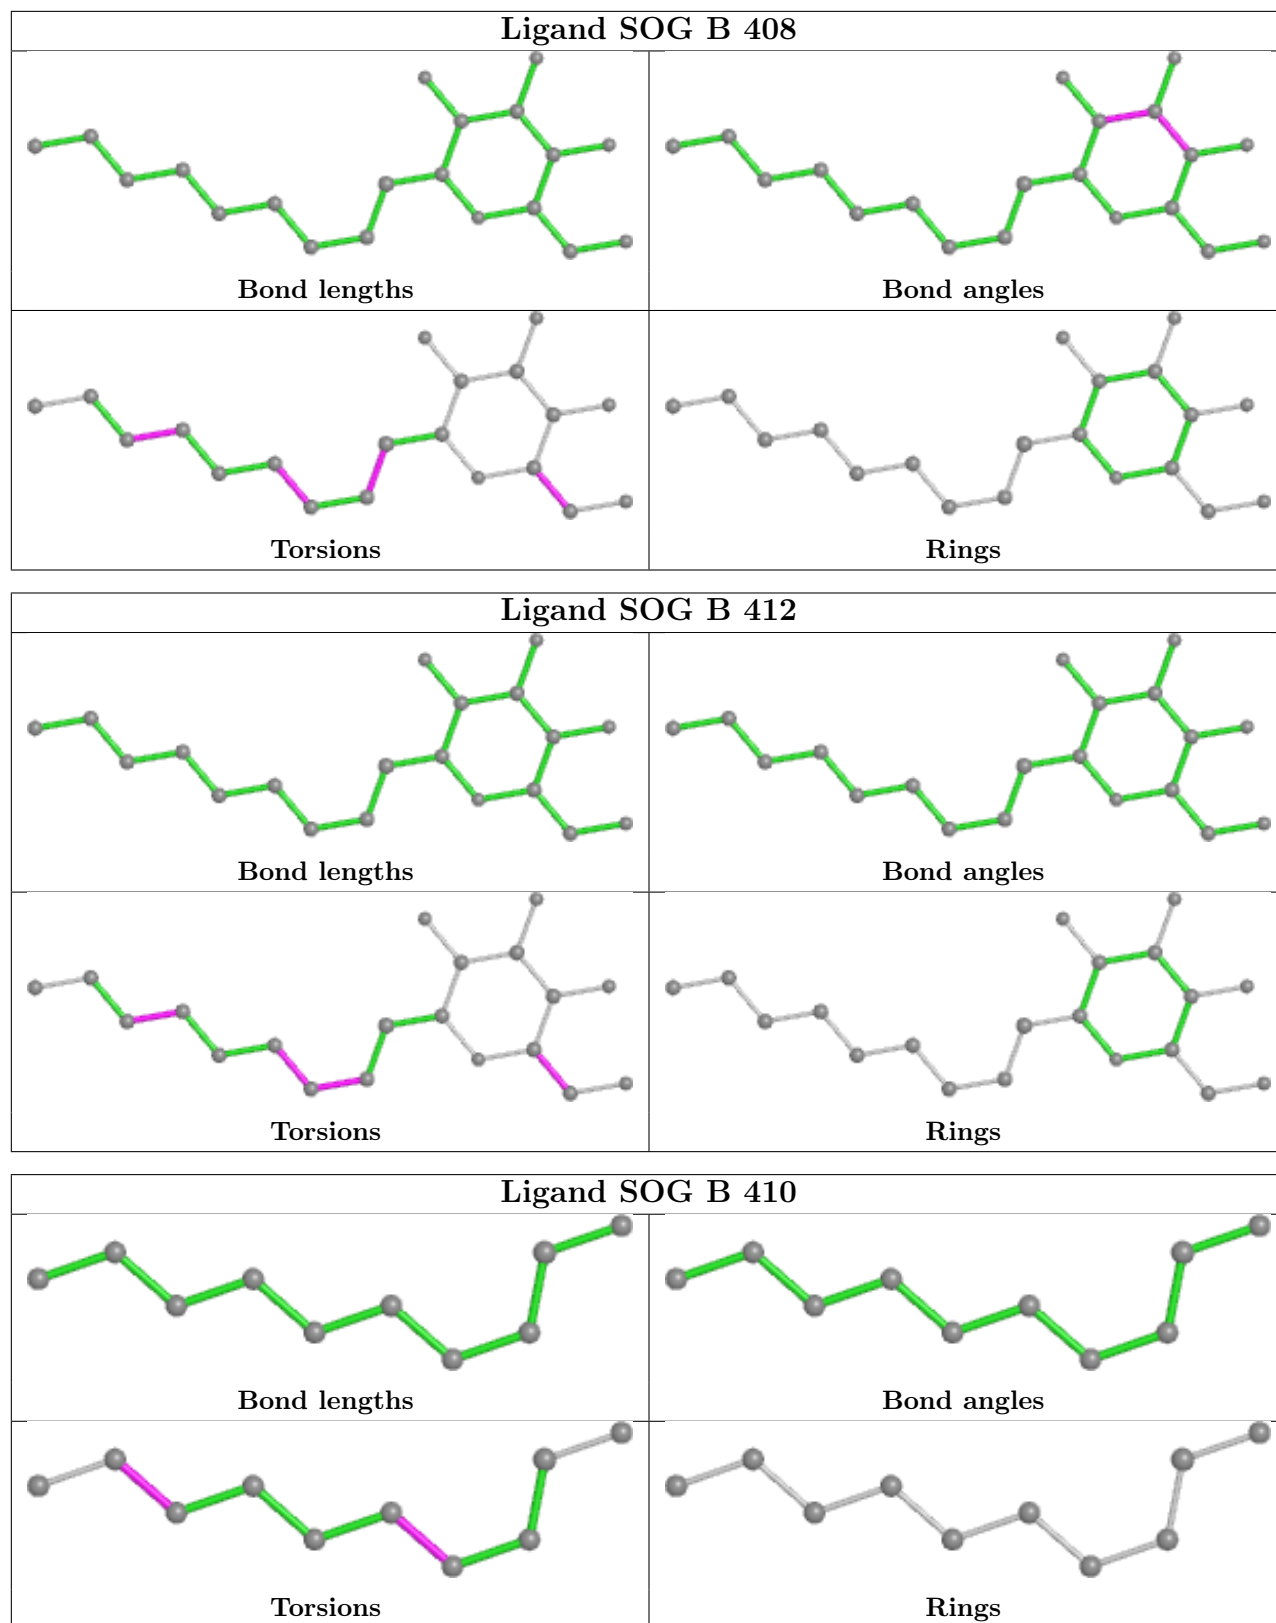 Ligand SOG B 408
Bond lengths
Bond angles
Torsions
Rings
Ligand SOG B 412
Bond lengths
Bond angles
Torsions
Rings
Ligand SOG B 410
Bond lengths
Bond angles
Torsions
Rings